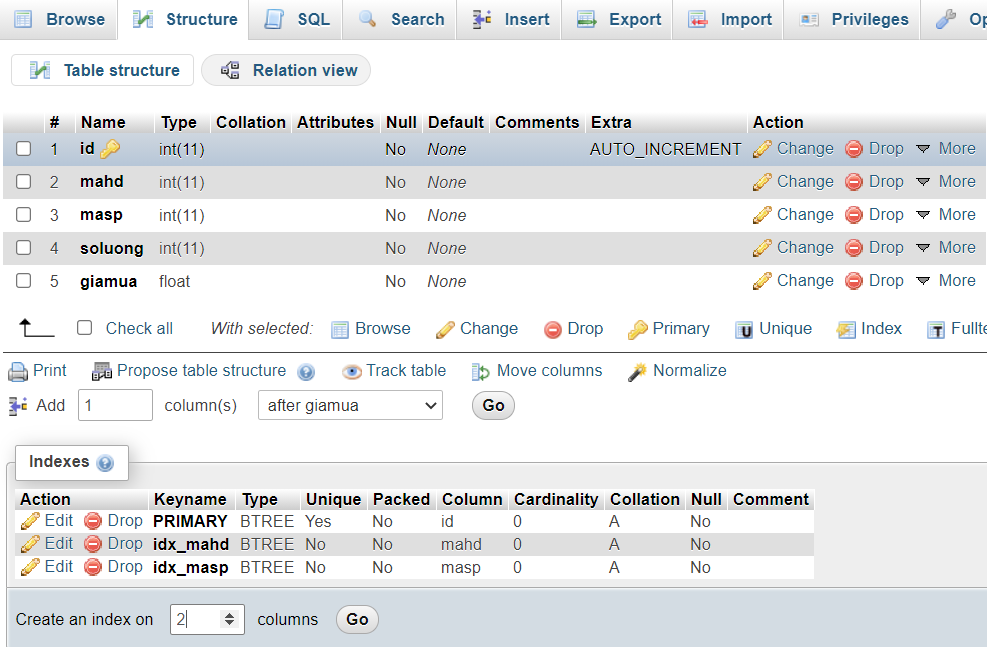 Browse Structure SQL Search Insert Export Import Privileges Op
Table structure Relation view
# Name Type Collation Attributes Null Default Comments Extra Action
1 id int(11) No None AUTO_INCREMENT Change Drop More
2 mahd int(11) No None Change Drop More
3 masp int(11) No None Change Drop More
4 soluong int(11) No None Change Drop More
5 giamua float No None Change Drop More
Check all With selected: Browse Change Drop Primary Unique Index Fullte
Print Propose table structure Track table Move columns Normalize
Add 1 column(s) after giamua Go
Indexes
Action Keyname Type Unique Packed Column Cardinality Collation Null Comment
Edit Drop PRIMARY BTREE Yes No id 0 A No
Edit Drop idx_mahd BTREE No No mahd 0 A No
Edit Drop idx_masp BTREE No No masp 0 A No
Create an index on 2 columns Go